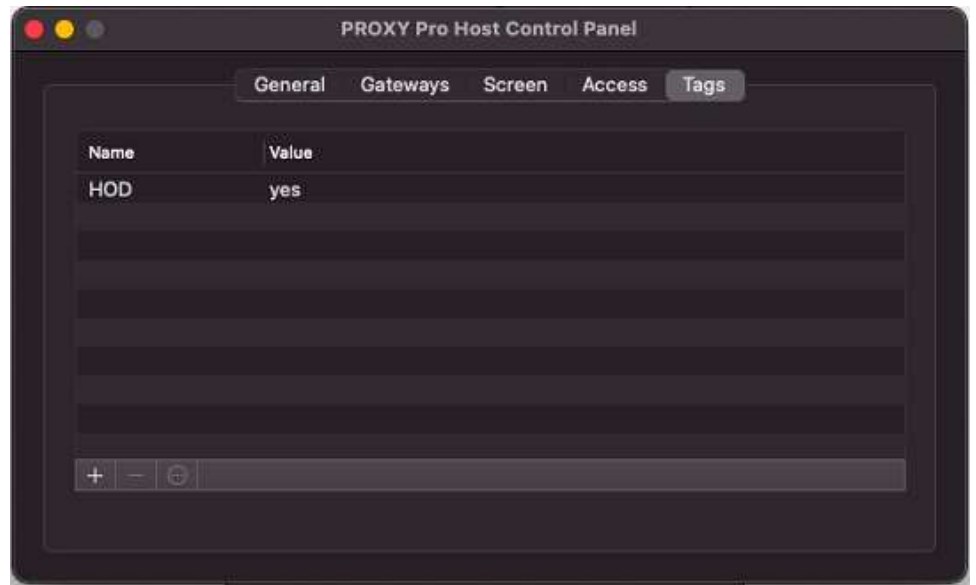 PROXY Pro Host Control Panel
General Gateways Screen Access Tags
Name Value
HOD yes